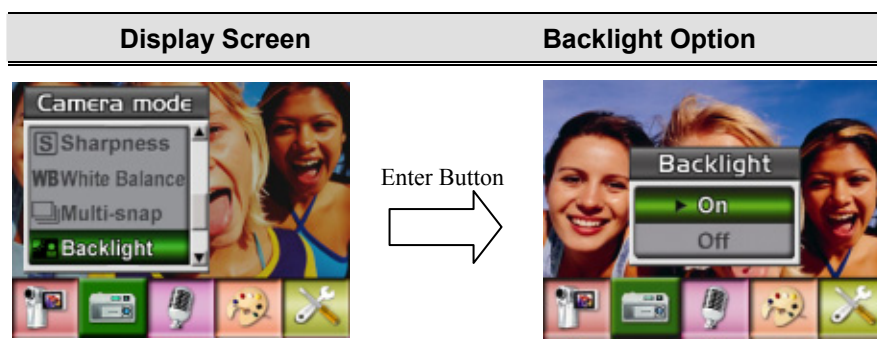 Display Screen
Backlight Option
Camera mode
S Sharpness
WB White Balance
Multi-snap
Backlight
Enter Button
Backlight
On
Off